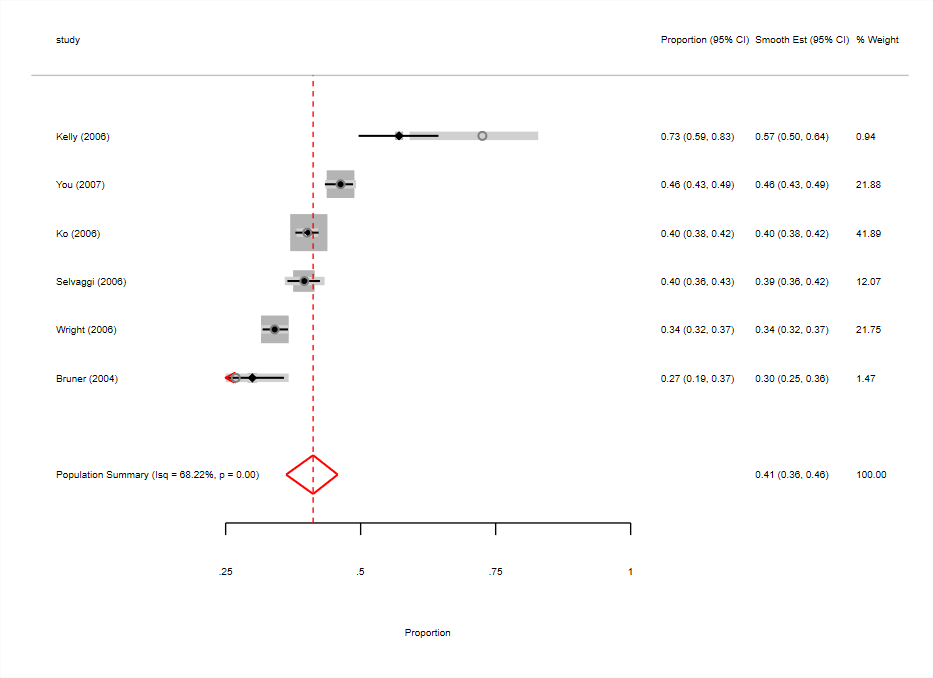 study Proportion (95% CI) Smooth Est (95% CI) % Weight
Kelly (2006) 0.73 (0.59, 0.83) 0.57 (0.50, 0.64) 0.94
You (2007) 0.46 (0.43, 0.49) 0.46 (0.43, 0.49) 21.88
Ko (2006) 0.40 (0.38, 0.42) 0.40 (0.38, 0.42) 41.89
Selvaggi (2006) 0.40 (0.36, 0.43) 0.39 (0.36, 0.42) 12.07
Wright (2006) 0.34 (0.32, 0.37) 0.34 (0.32, 0.37) 21.75
Bruner (2004) 0.27 (0.19, 0.37) 0.30 (0.25, 0.36) 1.47
Population Summary (Isq = 68.22%, p = 0.00) 0.41 (0.36, 0.46) 100.00
.25 .5 .75 1
Proportion